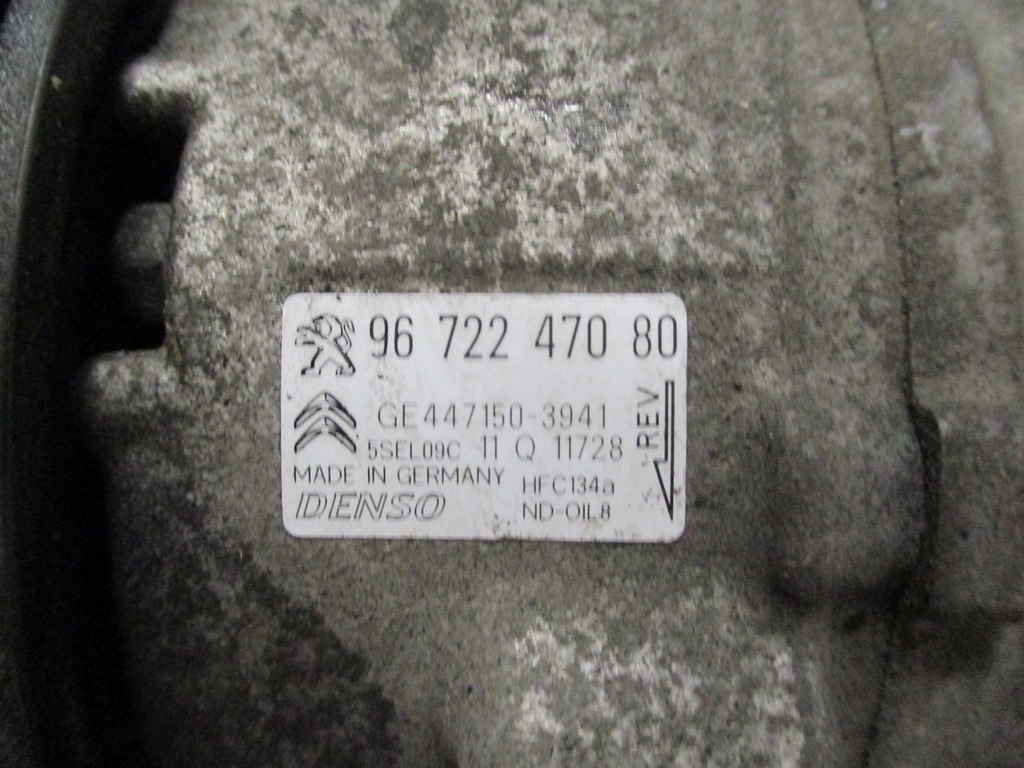 96 722 470 80
GE447150-3941
5SEL09C 11 Q 11728
MADE IN GERMANY
HFC134a
DENSO
ND-OIL8
REV